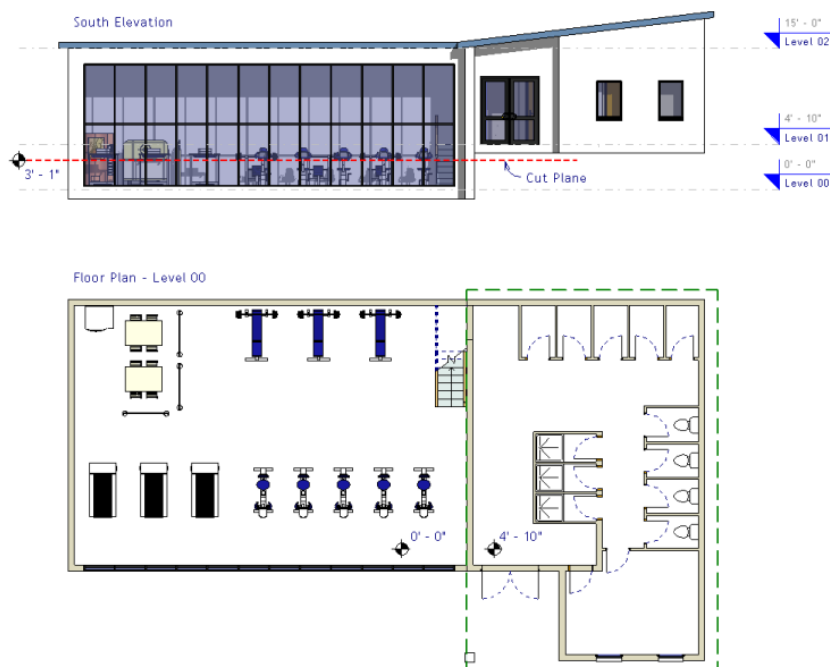 South Elevation
15' - 0"
Level 02
4' - 10"
Level 01
3' - 1"
Cut Plane
0' - 0"
Level 00
Floor Plan - Level 00
N
0' - 0"
4' - 10"